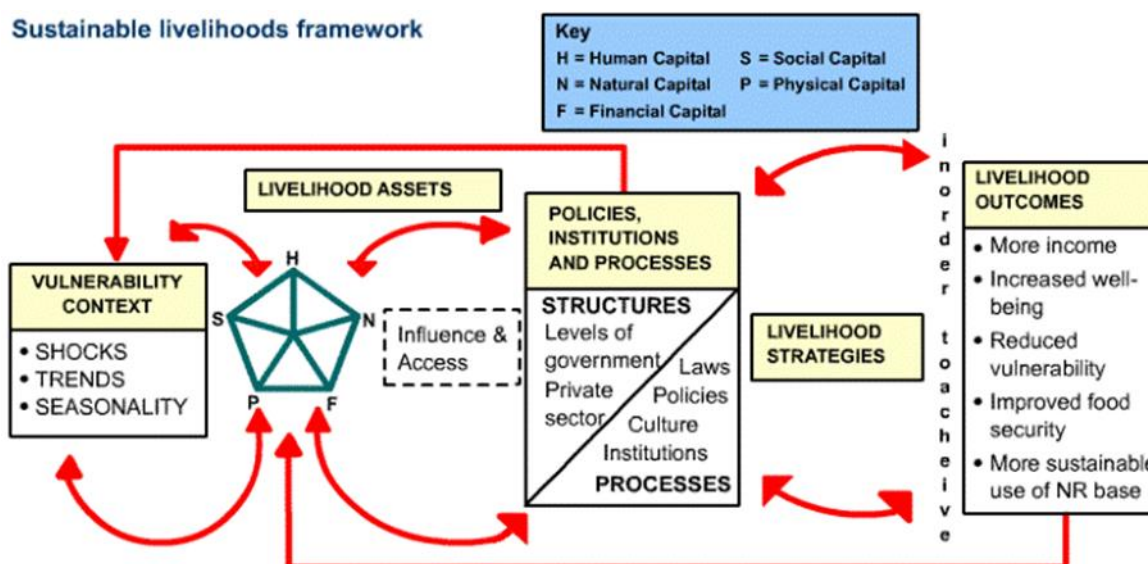 Sustainable livelihoods framework
Key
H = Human Capital S = Social Capital
N = Natural Capital P = Physical Capital
F = Financial Capital
LIVELIHOOD ASSETS
VULNERABILITY
CONTEXT
• SHOCKS
• TRENDS
• SEASONALITY
H
S
N
P
F
Influence &
Access
POLICIES,
INSTITUTIONS
AND PROCESSES
STRUCTURES
Levels of
government
Private
sector
Laws
Policies
Culture
Institutions
PROCESSES
LIVELIHOOD
STRATEGIES
inorder toacheive
LIVELIHOOD
OUTCOMES
• More income
• Increased well-
being
• Reduced
vulnerability
• Improved food
security
• More sustainable
use of NR base